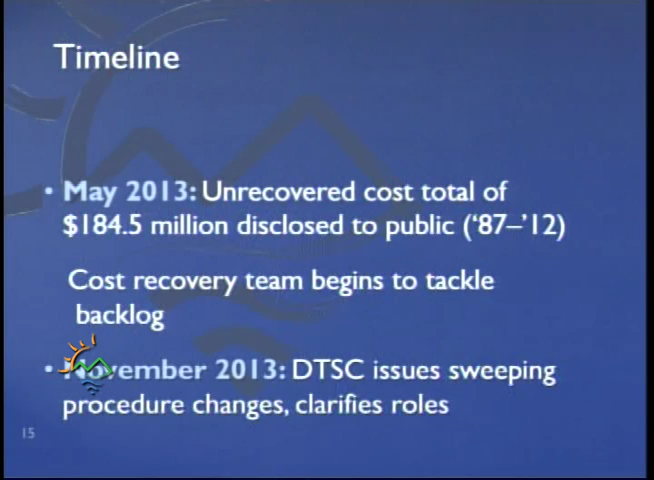 Timeline
• May 2013: Unrecovered cost total of
$184.5 million disclosed to public (‘87–’12)
Cost recovery team begins to tackle
backlog
• November 2013: DTSC issues sweeping
procedure changes, clarifies roles
15